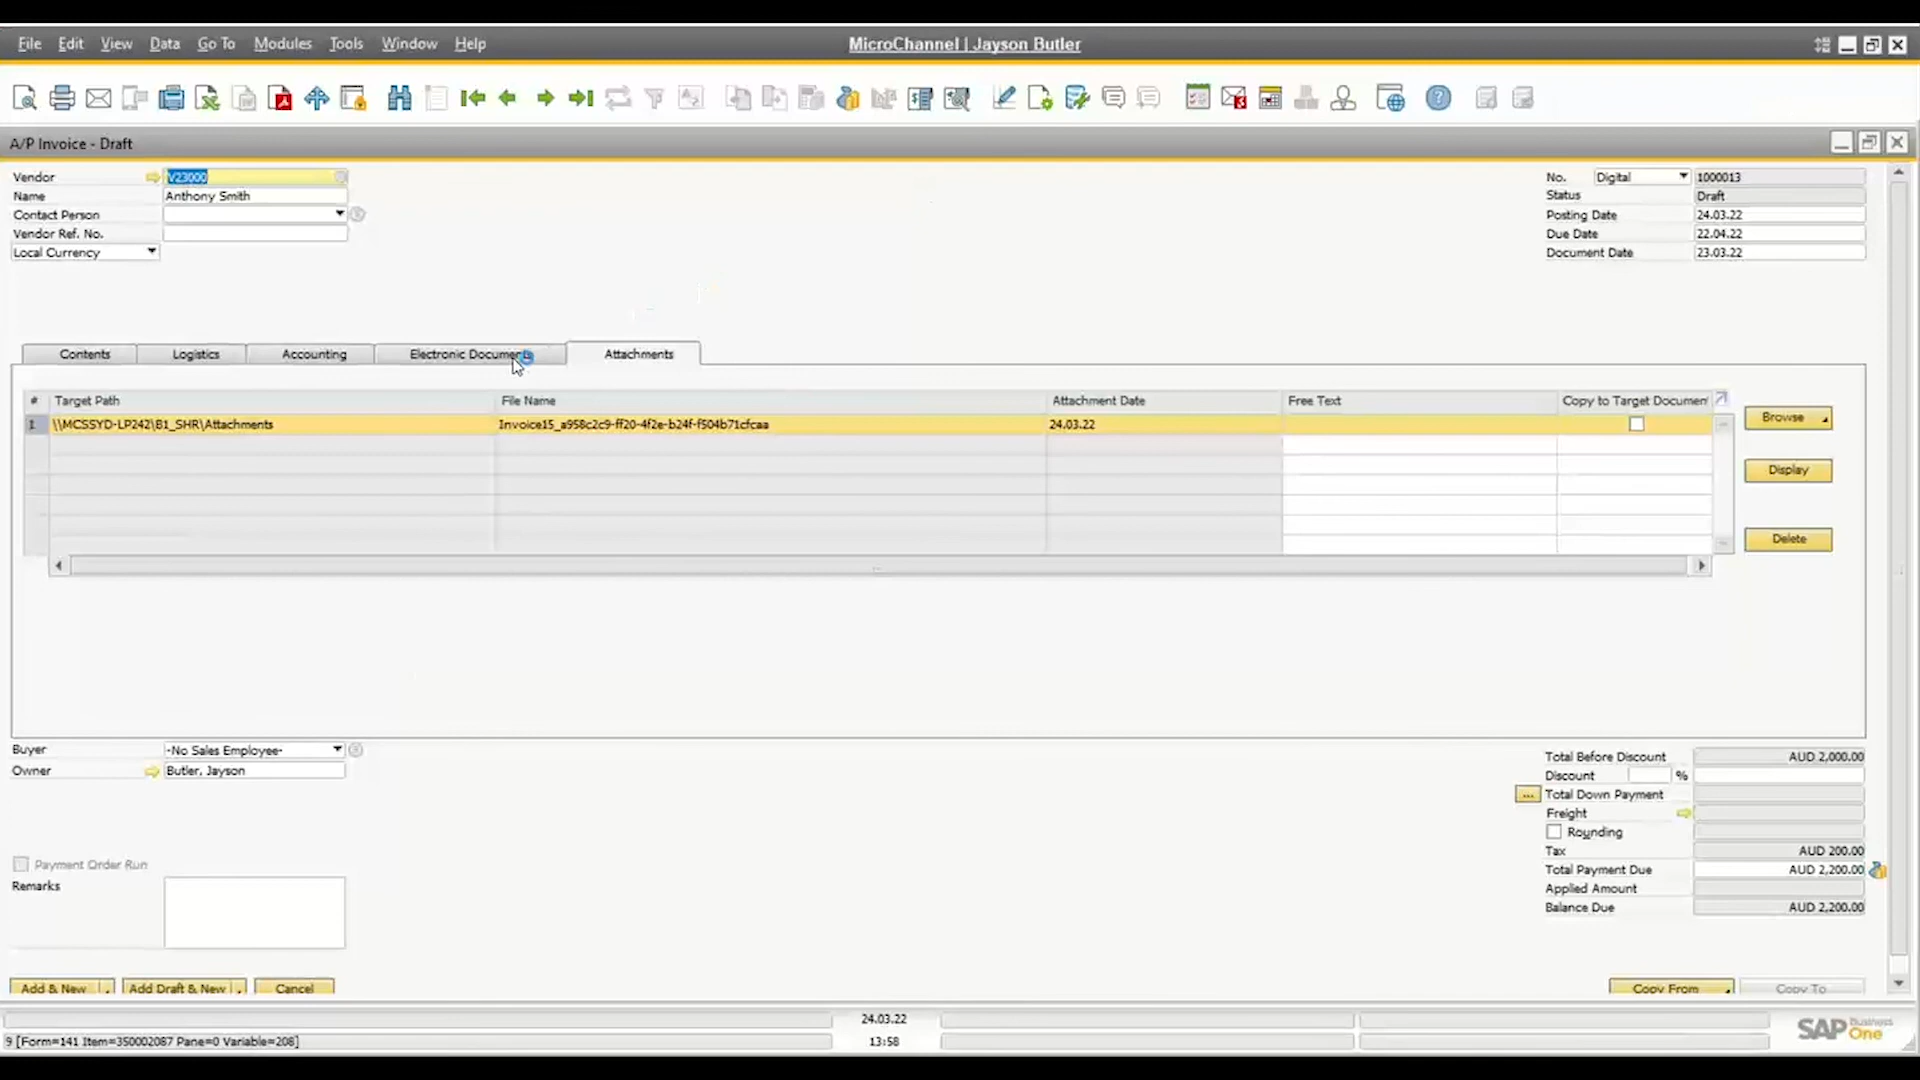 File Edit View Data Go To Modules Tools Window Help MicroChannel | Jayson Butler
A/P Invoice - Draft
Vendor V23000
Name Anthony Smith
Contact Person
Vendor Ref. No.
Local Currency
No. Digital 1000013
Status Draft
Posting Date 24.03.22
Due Date 22.04.22
Document Date 23.03.22
Contents Logistics Accounting Electronic Documents Attachments
# Target Path File Name Attachment Date Free Text Copy to Target Document
1 \\MCSSYD-LP242\B1_SHR\Attachments Invoice15_a958c2c9-ff20-4f2e-b24f-f504b71cfcaa 24.03.22
Browse
Display
Delete
Buyer -No Sales Employee-
Owner Butler, Jayson
Payment Order Run
Remarks
Total Before Discount AUD 2,000.00
Discount %
... Total Down Payment
Freight
Rounding
Tax AUD 200.00
Total Payment Due AUD 2,200.00
Applied Amount
Balance Due AUD 2,200.00
Add & New Add Draft & New Cancel Copy From Copy To
24.03.22
9 [Form=141 Item=350002087 Pane=0 Variable=208] 13:58
SAP Business One